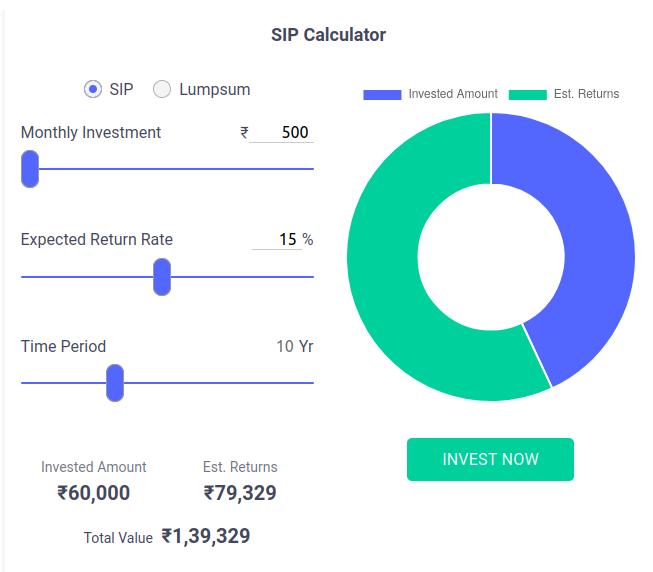 SIP Calculator
SIP Lumpsum
Invested Amount Est. Returns
Monthly Investment ₹ 500
Expected Return Rate 15 %
Time Period 10 Yr
Invested Amount Est. Returns
₹60,000 ₹79,329
Total Value ₹1,39,329
INVEST NOW